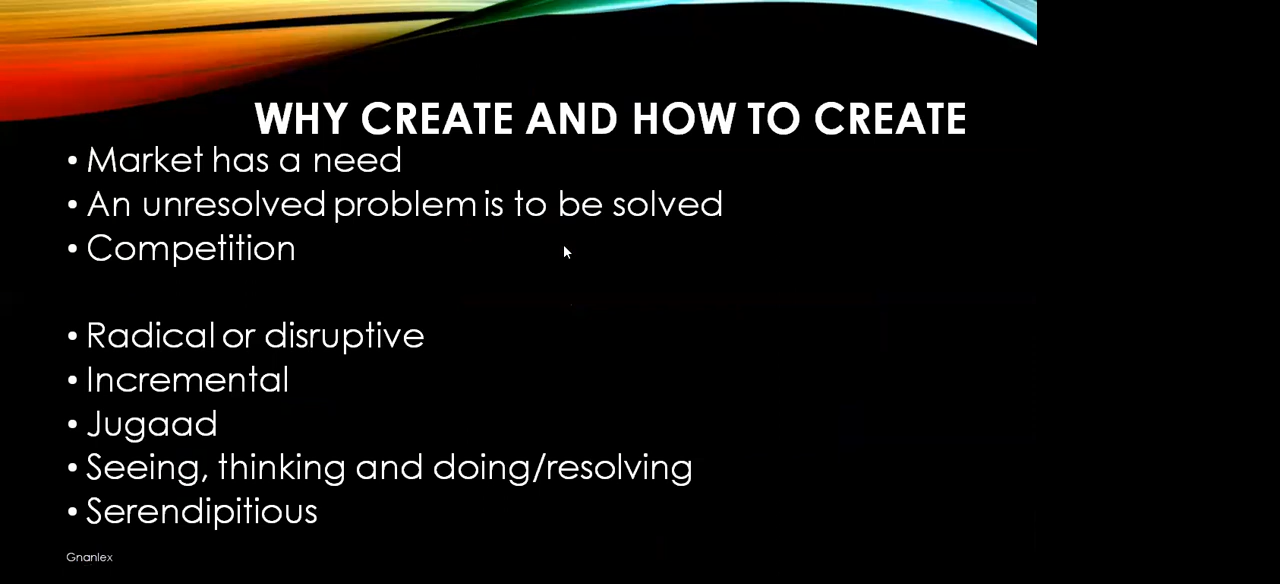 WHY CREATE AND HOW TO CREATE
• Market has a need
• An unresolved problem is to be solved
• Competition
• Radical or disruptive
• Incremental
• Jugaad
• Seeing, thinking and doing/resolving
• Serendipitious
Gnanlex